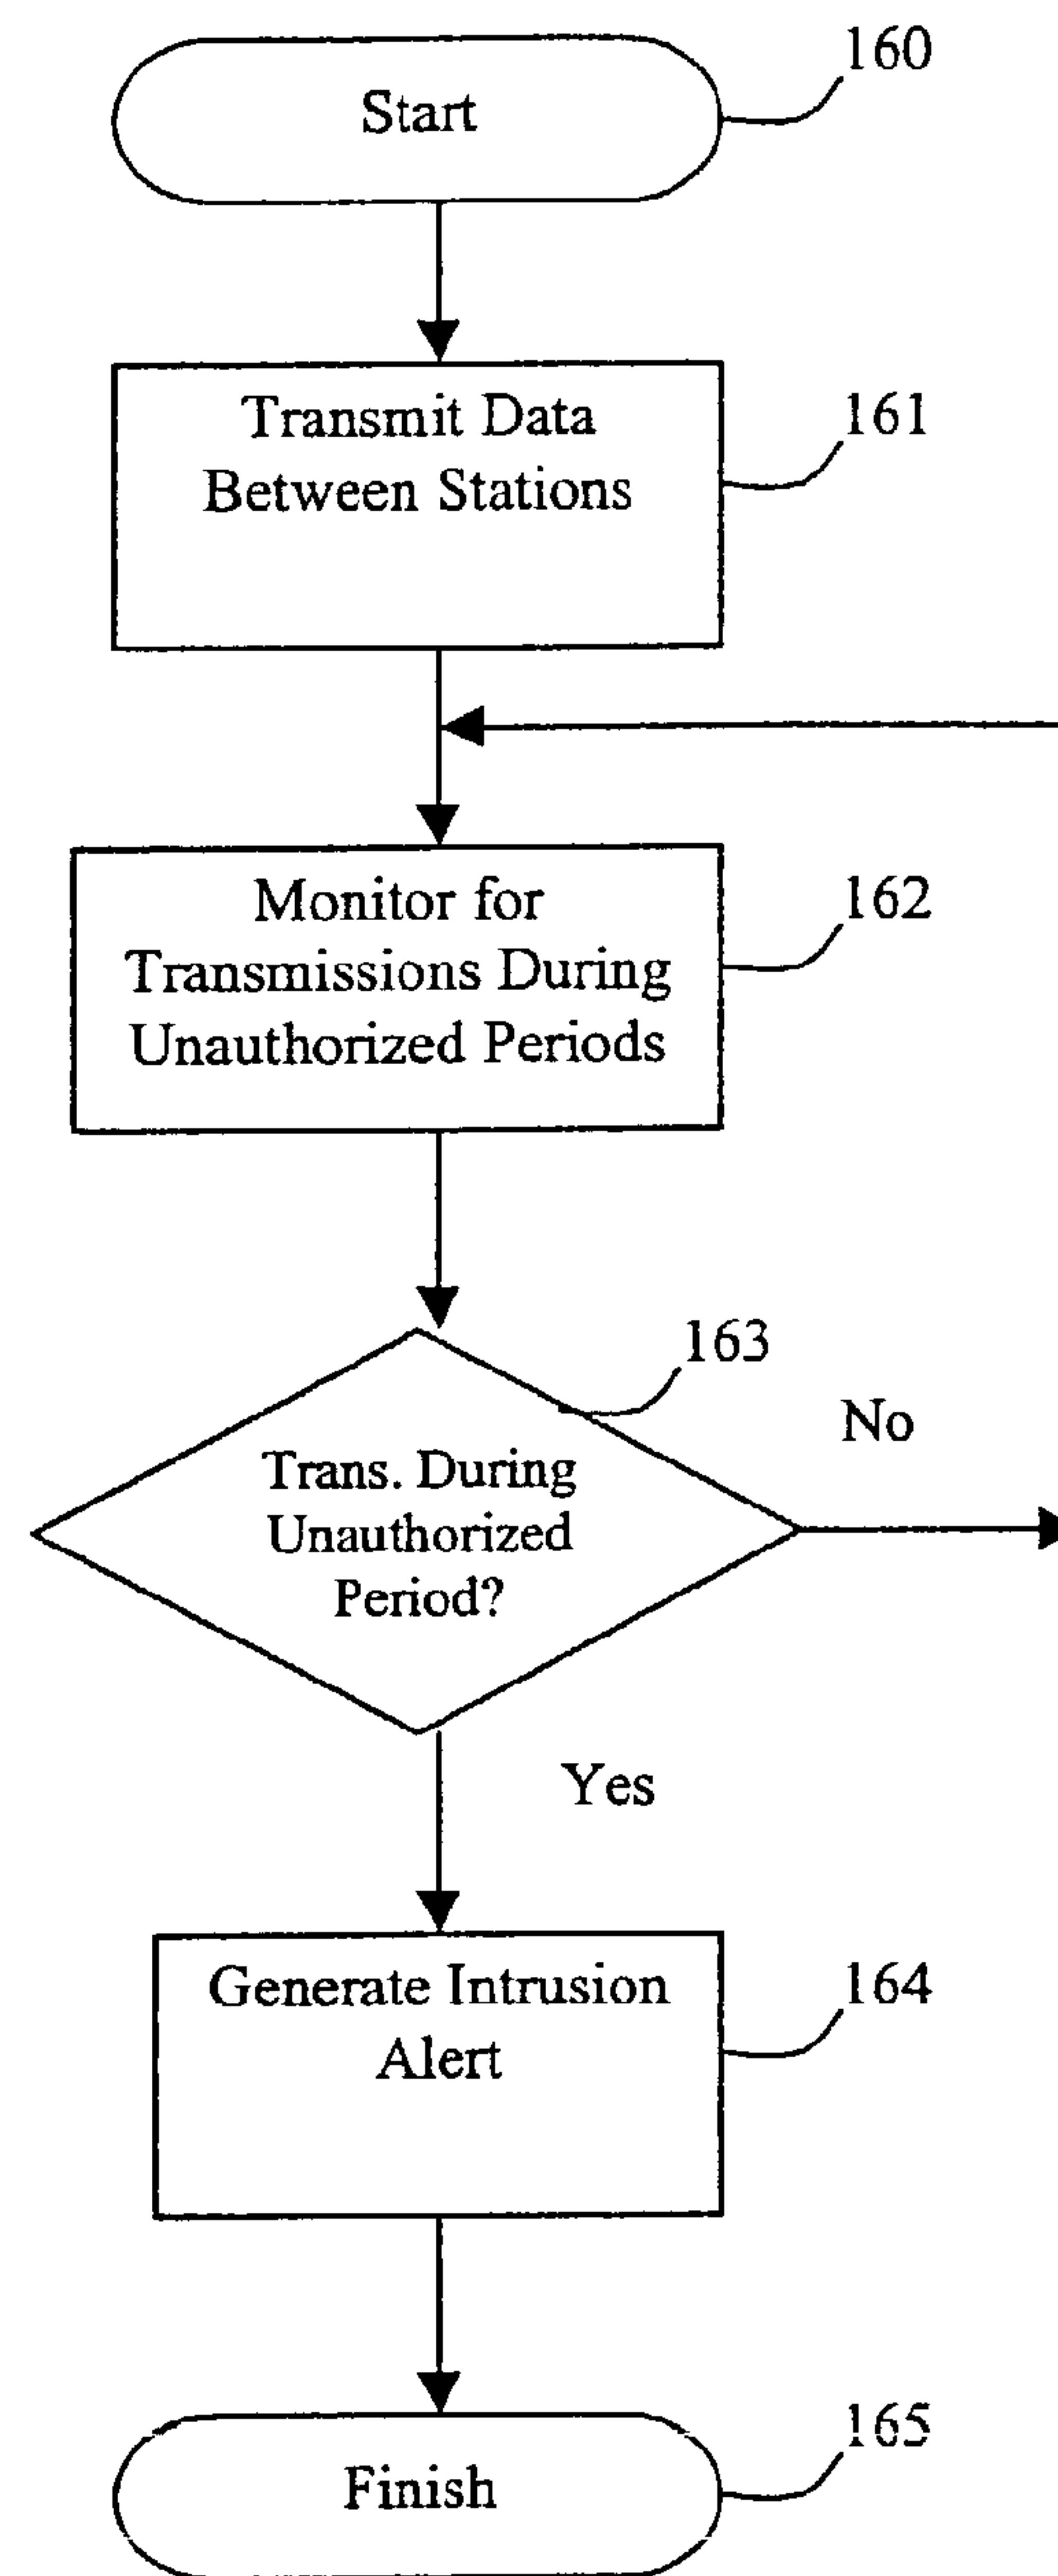 160
Start
161
Transmit Data
Between Stations
162
Monitor for
Transmissions During
Unauthorized Periods
163
No
Trans. During
Unauthorized
Period?
Yes
164
Generate Intrusion
Alert
165
Finish